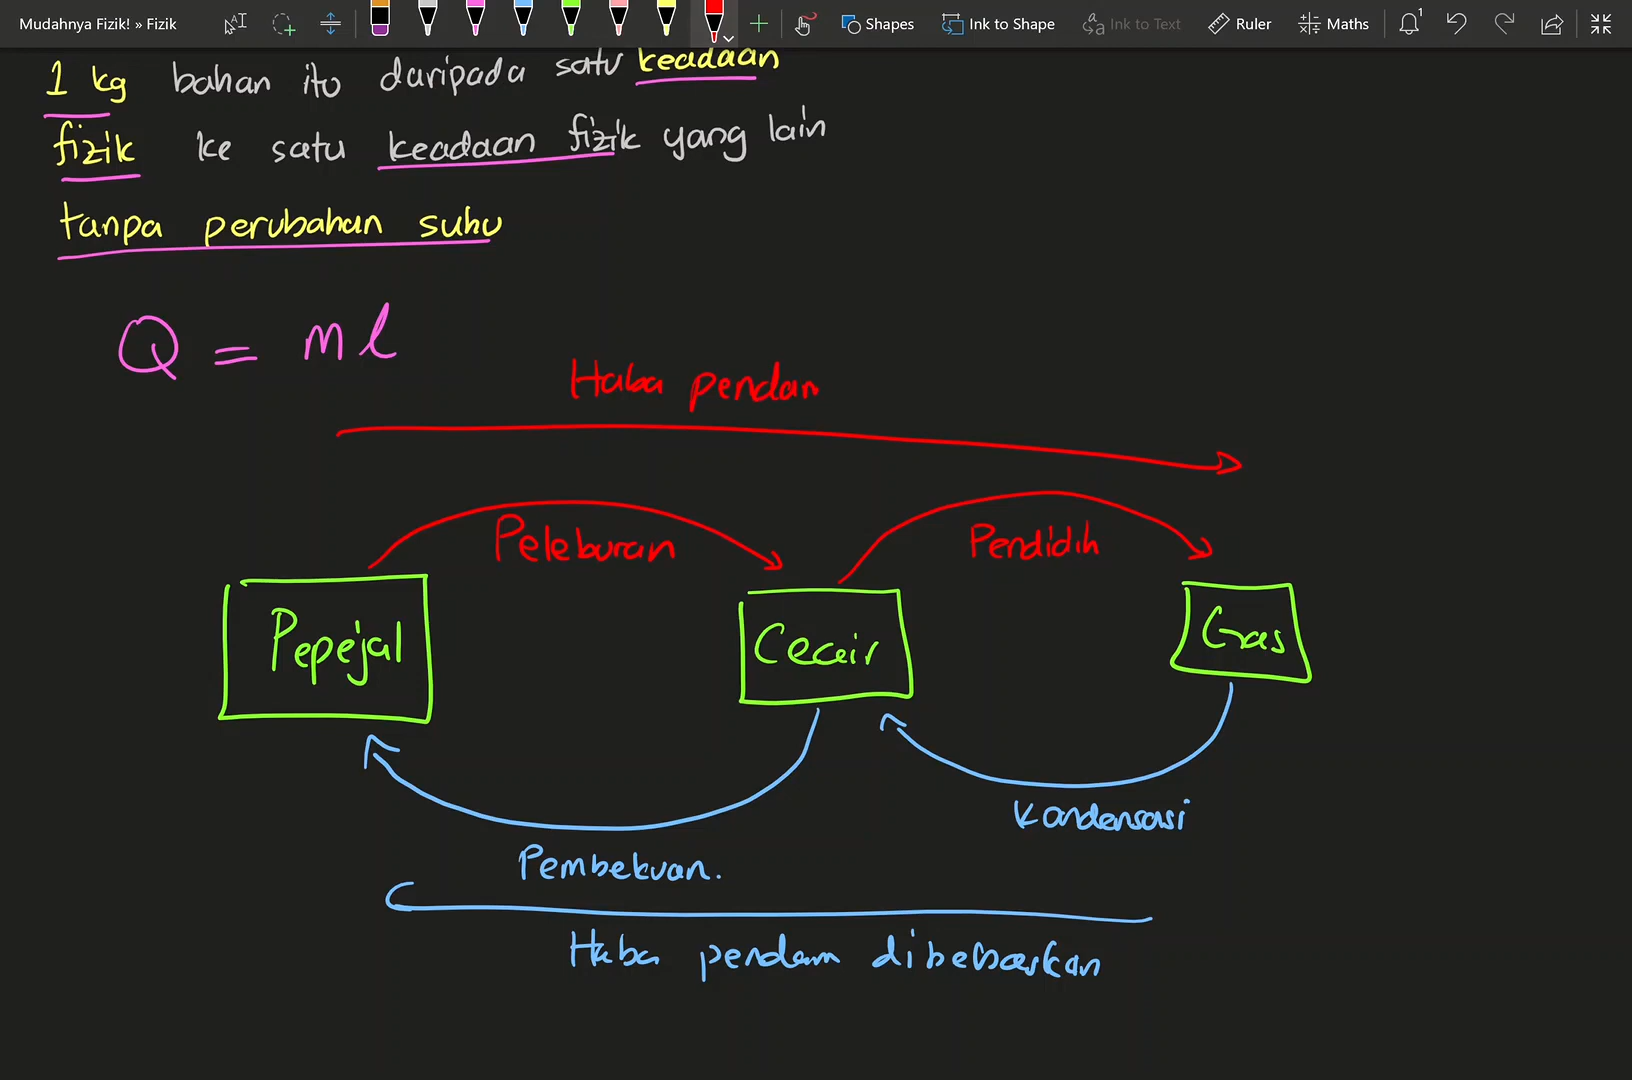 Mudahnya Fizik! » Fizik
Shapes
Ink to Shape
Ink to Text
Ruler
Maths
1
1 kg bahan itu daripada satu keadaan
fizik ke satu keadaan fizik yang lain
tanpa perubahan suhu
Q = ml
Haba pendam
Peleburan
Pendidih
Pepejal
Cecair
Gas
Kondensasi
Pembekuan.
Haba pendam dibebaskan